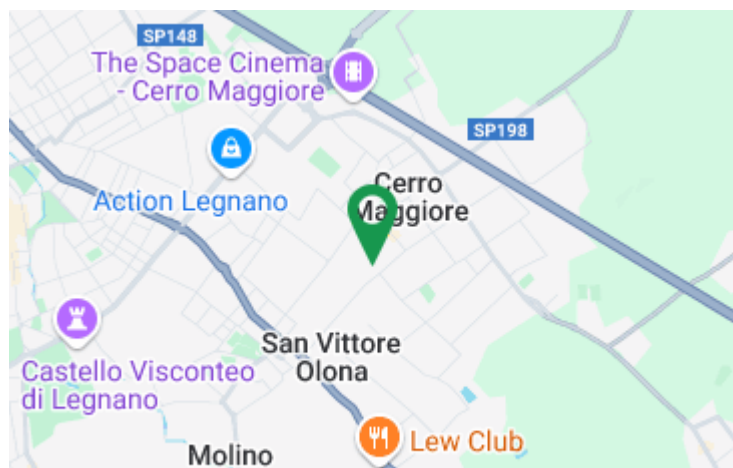 SP148
The Space Cinema
- Cerro Maggiore
SP198
Action Legnano
Cerro
Maggiore
San Vittore
Olona
Castello Visconteo
di Legnano
Lew Club
Molino